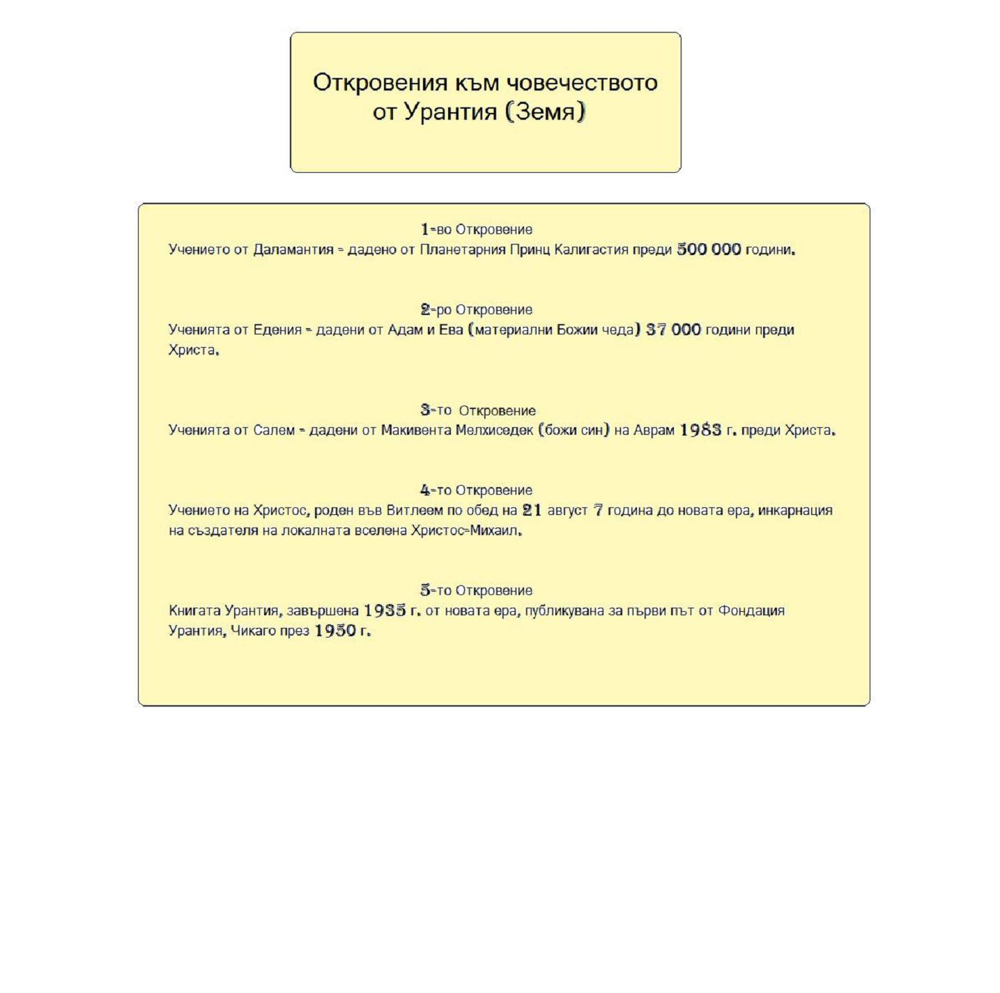 Откровения към човечеството
от Урантия (Земя)
1-во Откровение
Учението от Даламантия - дадено от Планетарния Принц Калигастия преди 500 000 години.
2-ро Откровение
Ученията от Едения - дадени от Адам и Ева (материални Божии чеда) 37 000 години преди
Христа.
3-то Откровение
Ученията от Салем - дадени от Макивента Мелхиседек (божи син) на Аврам 1983 г. преди Христа.
4-то Откровение
Учението на Христос, роден във Витлеем по обед на 21 август 7 година до новата ера, инкарнация
на създателя на локалната вселена Христос-Михаил.
5-то Откровение
Книгата Урантия, завършена 1935 г. от новата ера, публикувана за първи път от Фондация
Урантия, Чикаго през 1950 г.